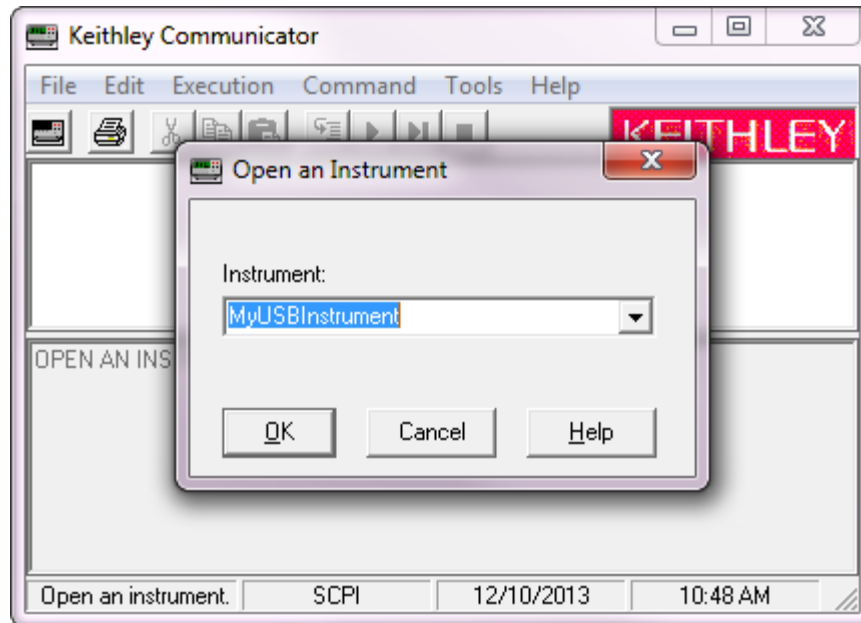 Keithley Communicator
File Edit Execution Command Tools Help
KEITHLEY
Open an Instrument
Instrument:
MyUSBInstrument
OPEN AN INS
OK Cancel Help
Open an instrument. SCPI 12/10/2013 10:48 AM